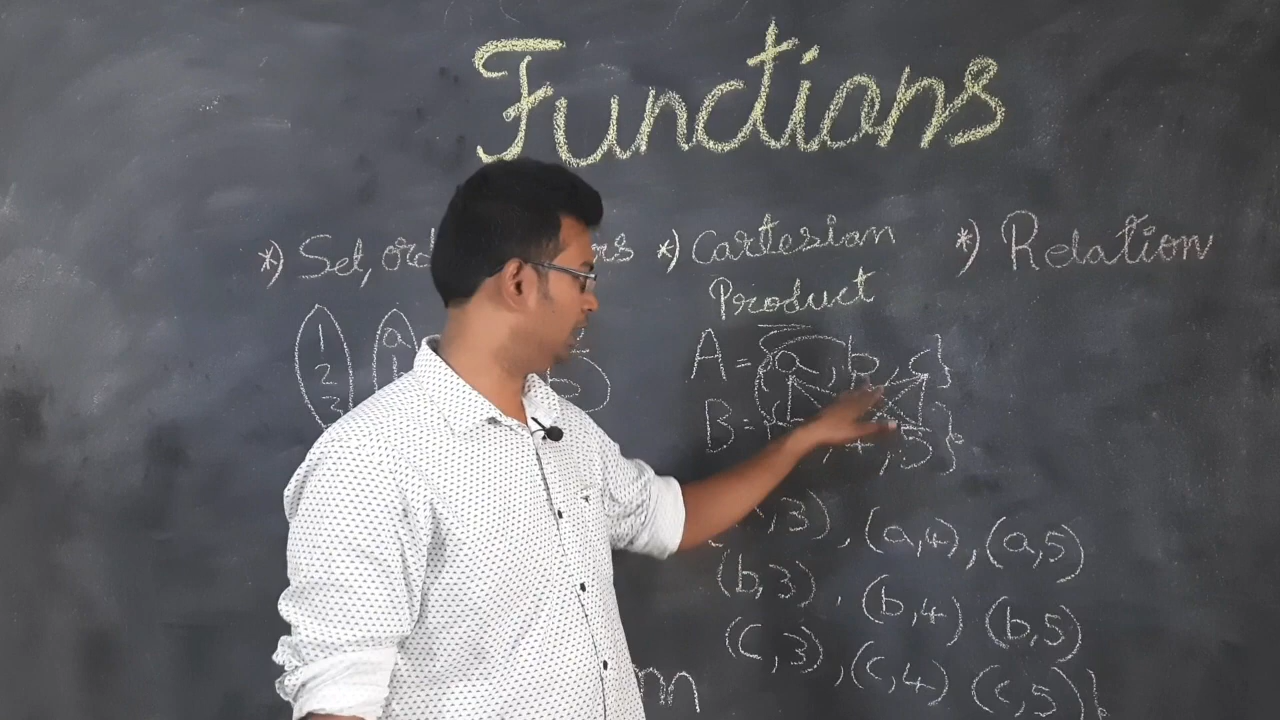 Functions
*) Set, *) Cartesian *) Relation
Product
1 a
2
3 5
A = {a, b, c}
B = , 4, 5}
, 3), (a,4), (a,5)
(b,3), (b,4) (b,5)
(c,3), (c,4) (c,5)}
m